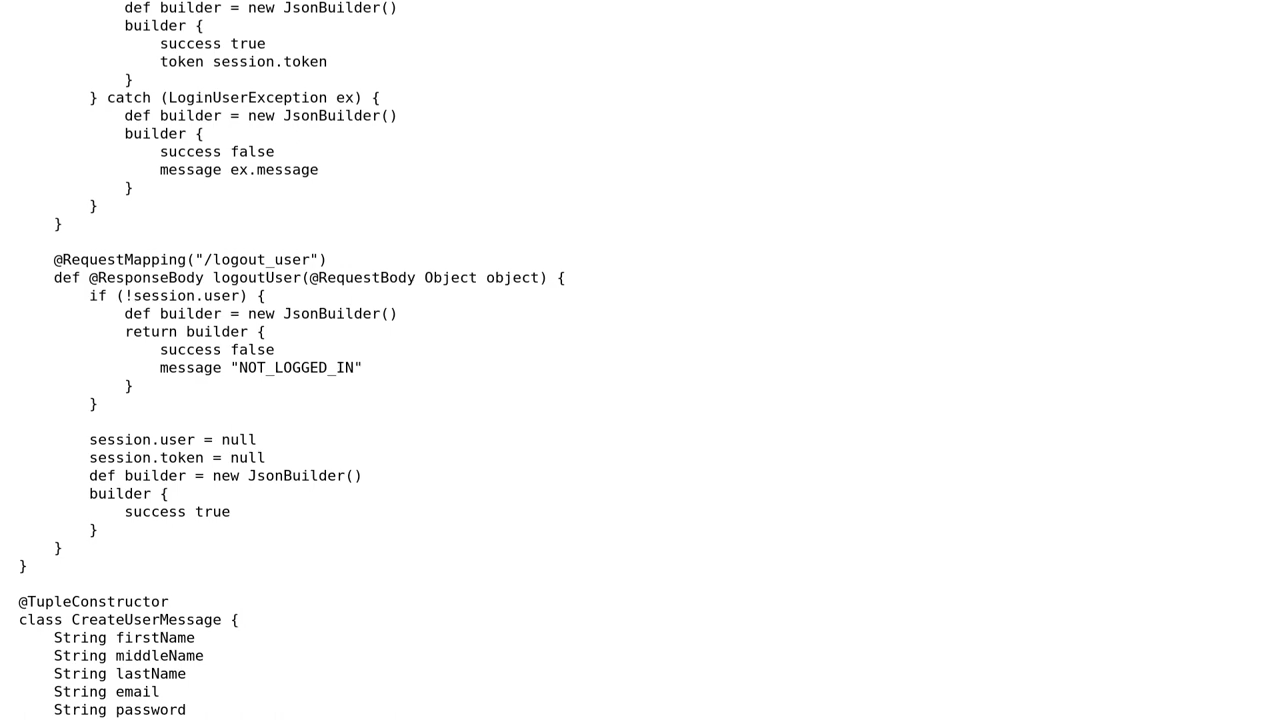 def builder = new JsonBuilder()
            builder {
                success true
                token session.token
            }
        } catch (LoginUserException ex) {
            def builder = new JsonBuilder()
            builder {
                success false
                message ex.message
            }
        }
    }

    @RequestMapping("/logout_user")
    def @ResponseBody logoutUser(@RequestBody Object object) {
        if (!session.user) {
            def builder = new JsonBuilder()
            return builder {
                success false
                message "NOT_LOGGED_IN"
            }
        }

        session.user = null
        session.token = null
        def builder = new JsonBuilder()
        builder {
            success true
        }
    }
}

@TupleConstructor
class CreateUserMessage {
    String firstName
    String middleName
    String lastName
    String email
    String password